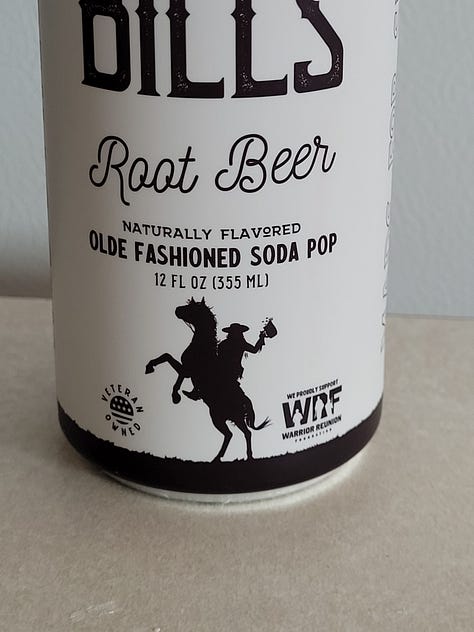 BILLS
Root Beer
NATURALLY FLAVORED
OLDE FASHIONED SODA POP
12 FL OZ (355 ML)
VETERAN
OWNED
WE PROUDLY SUPPORT
WRF
WARRIOR REUNION
FOUNDATION